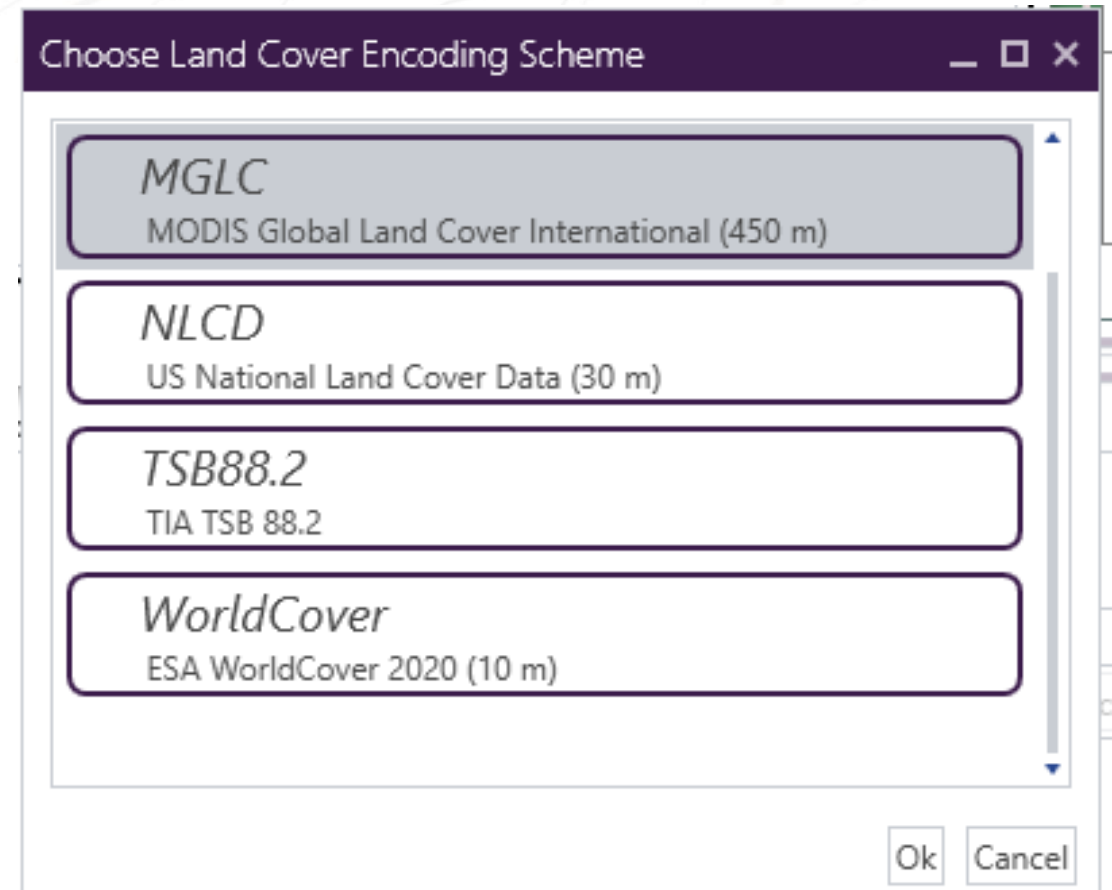 Choose Land Cover Encoding Scheme
MGLC
MODIS Global Land Cover International (450 m)
NLCD
US National Land Cover Data (30 m)
TSB88.2
TIA TSB 88.2
WorldCover
ESA WorldCover 2020 (10 m)
Ok
Cancel